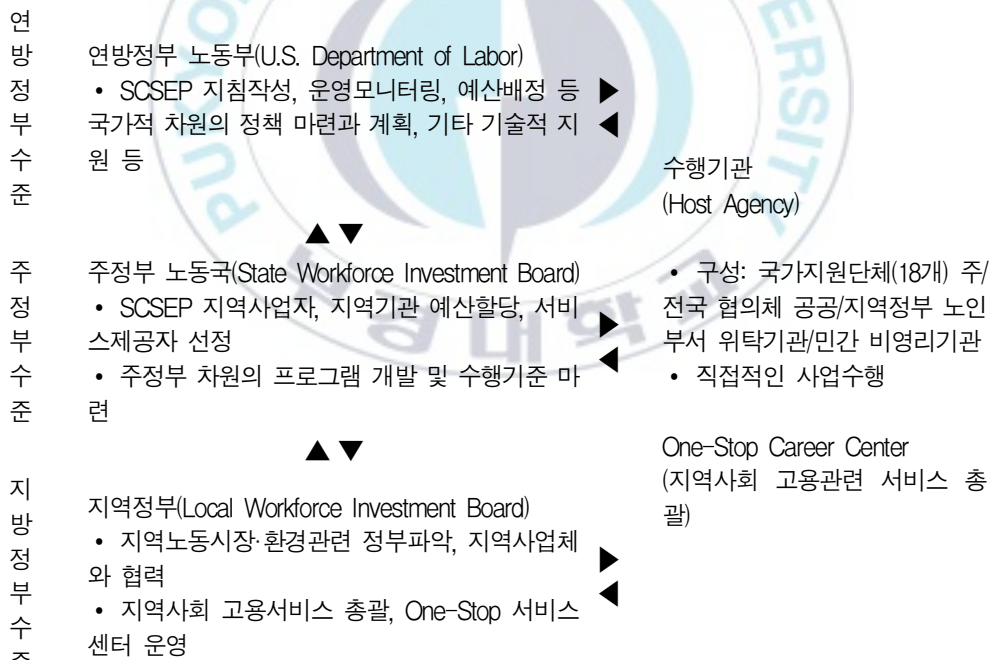 연
방
정
부
수
준
연방정부 노동부(U.S. Department of Labor)
• SCSEP 지침작성, 운영모니터링, 예산배정 등 ▶
국가적 차원의 정책 마련과 계획, 기타 기술적 지 ◀
원 등
수행기관
(Host Agency)
▲ ▼
주
정
부
수
준
주정부 노동국(State Workforce Investment Board)
• SCSEP 지역사업자, 지역기관 예산할당, 서비
스제공자 선정
• 주정부 차원의 프로그램 개발 및 수행기준 마
련
▶
◀
• 구성: 국가지원단체(18개) 주/
전국 협의체 공공/지역정부 노인
부서 위탁기관/민간 비영리기관
• 직접적인 사업수행
▲ ▼
One-Stop Career Center
(지역사회 고용관련 서비스 총
괄)
지
방
정
부
수
준
지역정부(Local Workforce Investment Board)
• 지역노동시장·환경관련 정부파악, 지역사업체
와 협력
• 지역사회 고용서비스 총괄, One-Stop 서비스
센터 운영
▶
◀
PUKYO
ERSITY
부경대학교